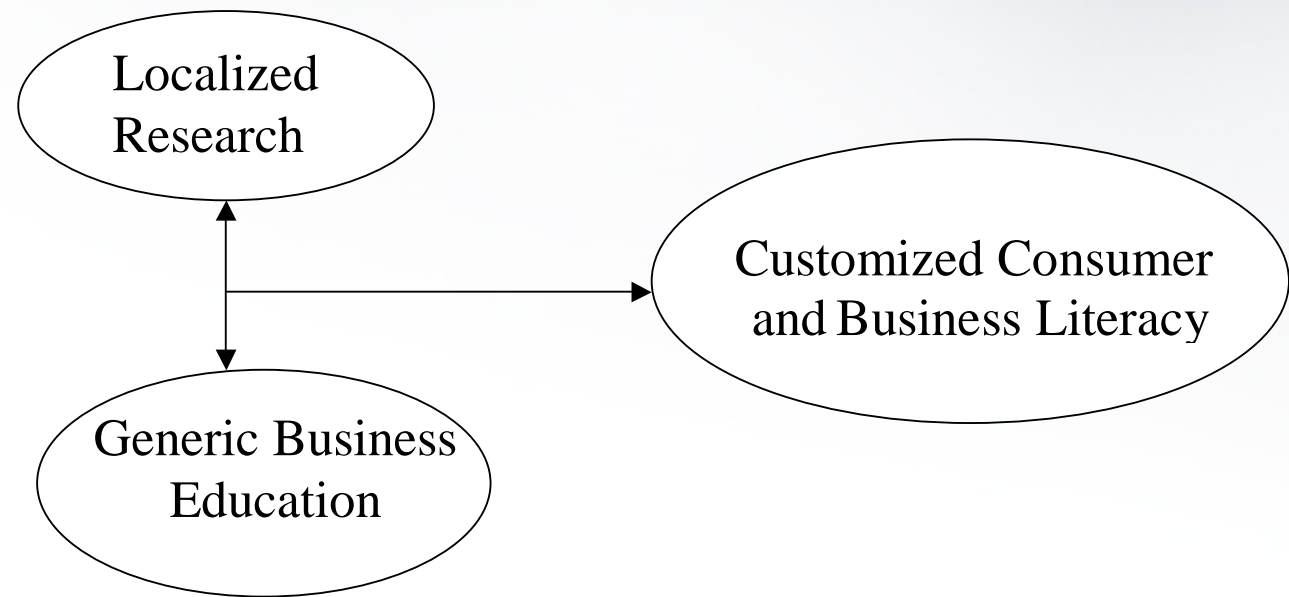 Localized
Research
Customized Consumer
and Business Literacy
Generic Business
Education